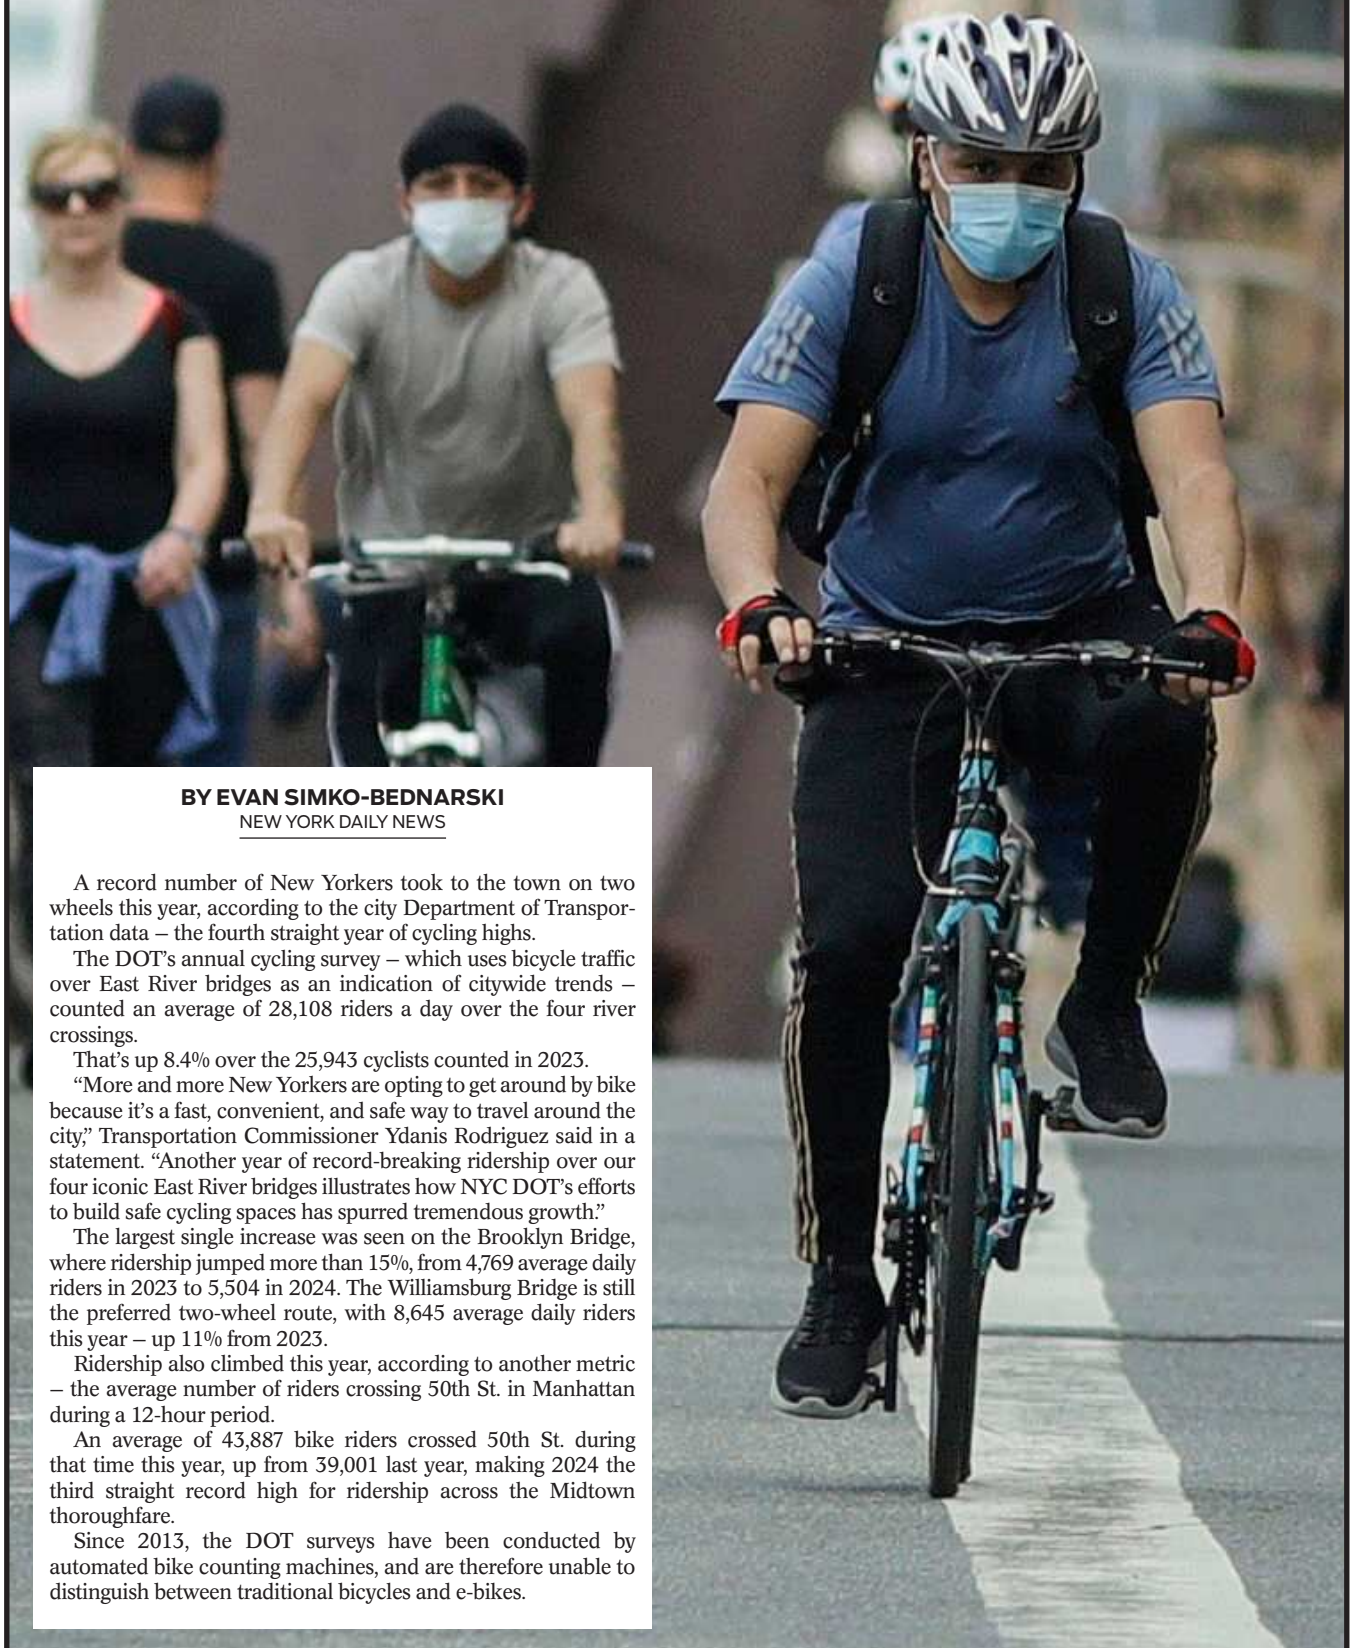 BY EVAN SIMKO-BEDNARSKI
NEW YORK DAILY NEWS
A record number of New Yorkers took to the town on two
wheels this year, according to the city Department of Transpor-
tation data – the fourth straight year of cycling highs.
The DOT’s annual cycling survey – which uses bicycle traffic
over East River bridges as an indication of citywide trends –
counted an average of 28,108 riders a day over the four river
crossings.
That’s up 8.4% over the 25,943 cyclists counted in 2023.
“More and more New Yorkers are opting to get around by bike
because it’s a fast, convenient, and safe way to travel around the
city,” Transportation Commissioner Ydanis Rodriguez said in a
statement. “Another year of record-breaking ridership over our
four iconic East River bridges illustrates how NYC DOT’s efforts
to build safe cycling spaces has spurred tremendous growth.”
The largest single increase was seen on the Brooklyn Bridge,
where ridership jumped more than 15%, from 4,769 average daily
riders in 2023 to 5,504 in 2024. The Williamsburg Bridge is still
the preferred two-wheel route, with 8,645 average daily riders
this year – up 11% from 2023.
Ridership also climbed this year, according to another metric
– the average number of riders crossing 50th St. in Manhattan
during a 12-hour period.
An average of 43,887 bike riders crossed 50th St. during
that time this year, up from 39,001 last year, making 2024 the
third straight record high for ridership across the Midtown
thoroughfare.
Since 2013, the DOT surveys have been conducted by
automated bike counting machines, and are therefore unable to
distinguish between traditional bicycles and e-bikes.